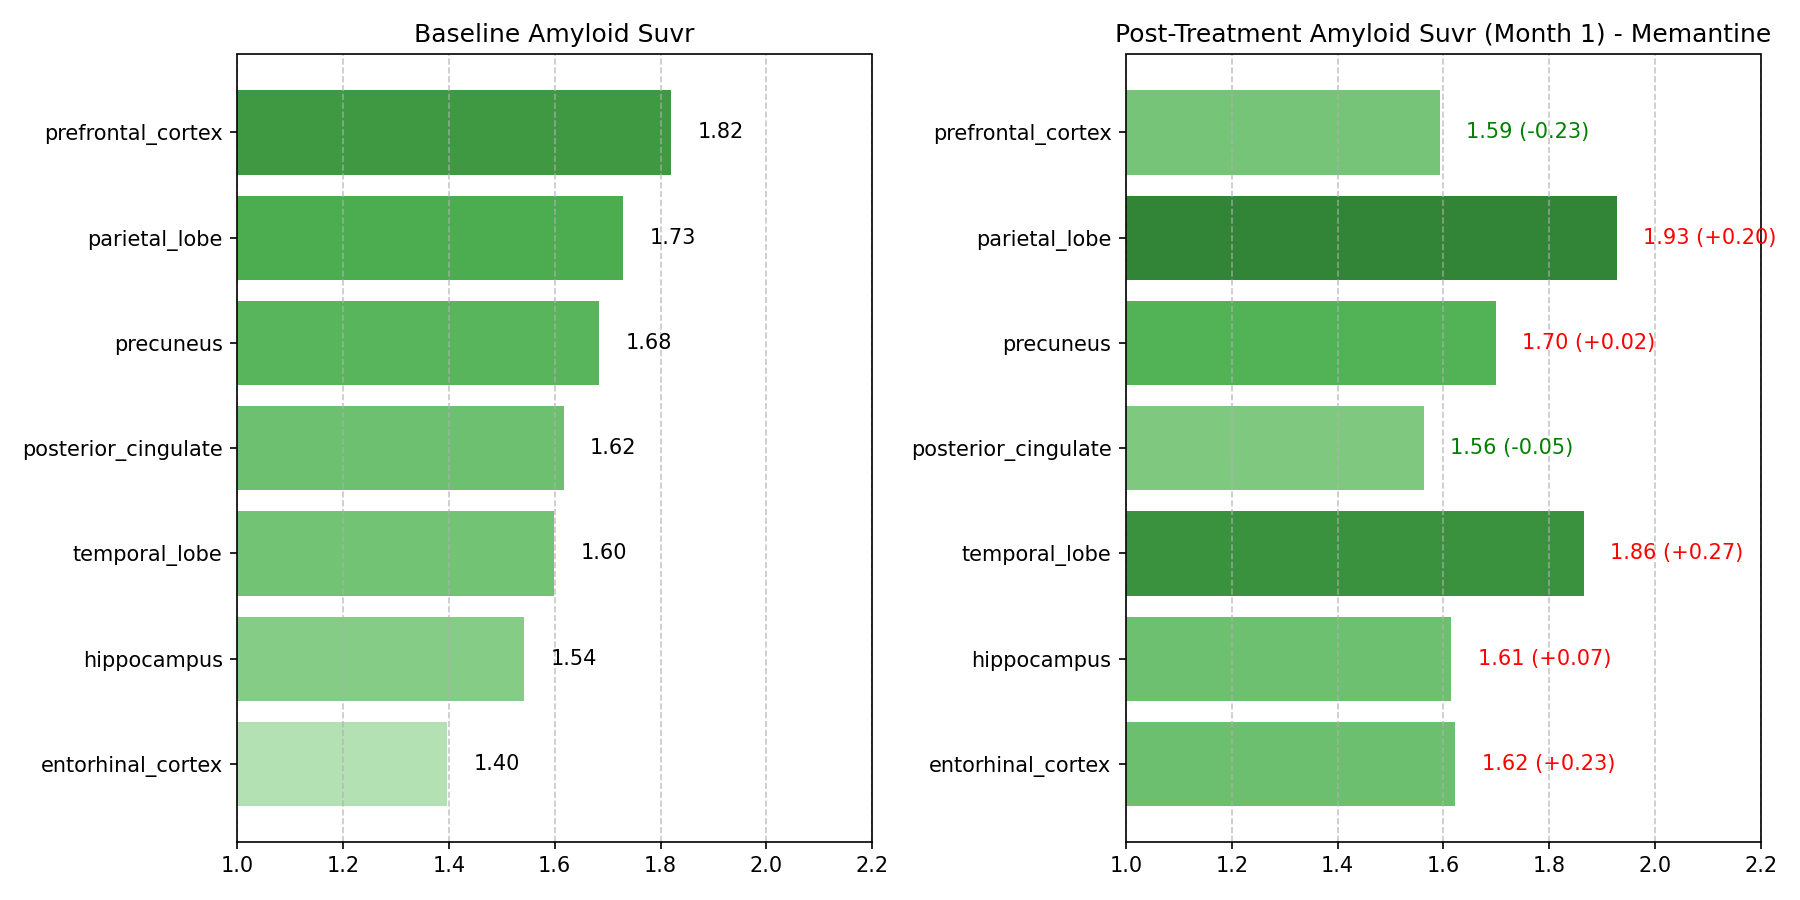 Baseline Amyloid Suvr
prefrontal_cortex 1.82
parietal_lobe 1.73
precuneus 1.68
posterior_cingulate 1.62
temporal_lobe 1.60
hippocampus 1.54
entorhinal_cortex 1.40
1.0 1.2 1.4 1.6 1.8 2.0 2.2
Post-Treatment Amyloid Suvr (Month 1) - Memantine
prefrontal_cortex 1.59 (-0.23)
parietal_lobe 1.93 (+0.20)
precuneus 1.70 (+0.02)
posterior_cingulate 1.56 (-0.05)
temporal_lobe 1.86 (+0.27)
hippocampus 1.61 (+0.07)
entorhinal_cortex 1.62 (+0.23)
1.0 1.2 1.4 1.6 1.8 2.0 2.2